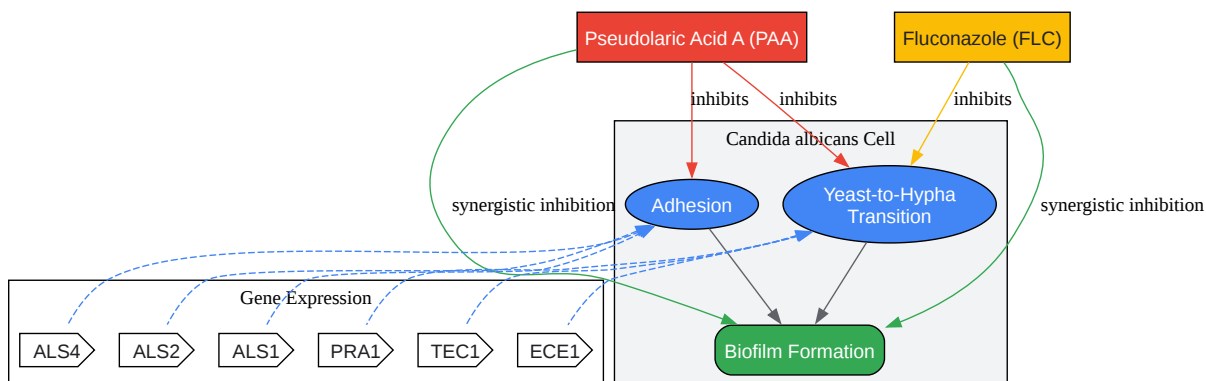 Pseudolaric Acid A (PAA)
Fluconazole (FLC)
inhibits
inhibits
inhibits
Candida albicans Cell
Adhesion
Yeast-to-Hypha
Transition
synergistic inhibition
synergistic inhibition
Gene Expression
ALS4
ALS2
ALS1
PRA1
TEC1
ECE1
Biofilm Formation